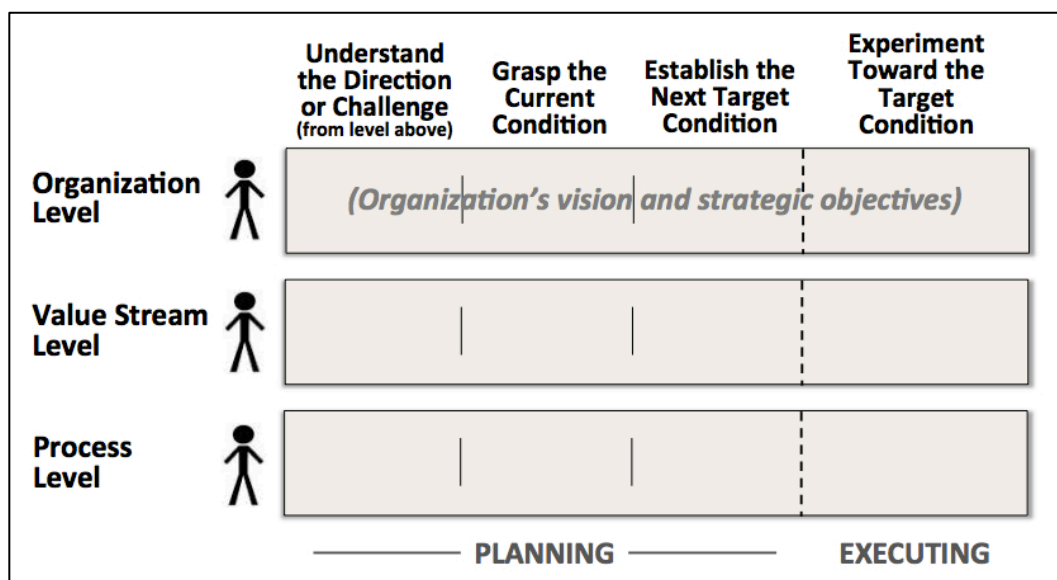 Understand
the Direction
or Challenge
(from level above)
Grasp the
Current
Condition
Establish the
Next Target
Condition
Experiment
Toward the
Target
Condition
Organization
Level
(Organization's vision and strategic objectives)
Value Stream
Level
Process
Level
PLANNING
EXECUTING